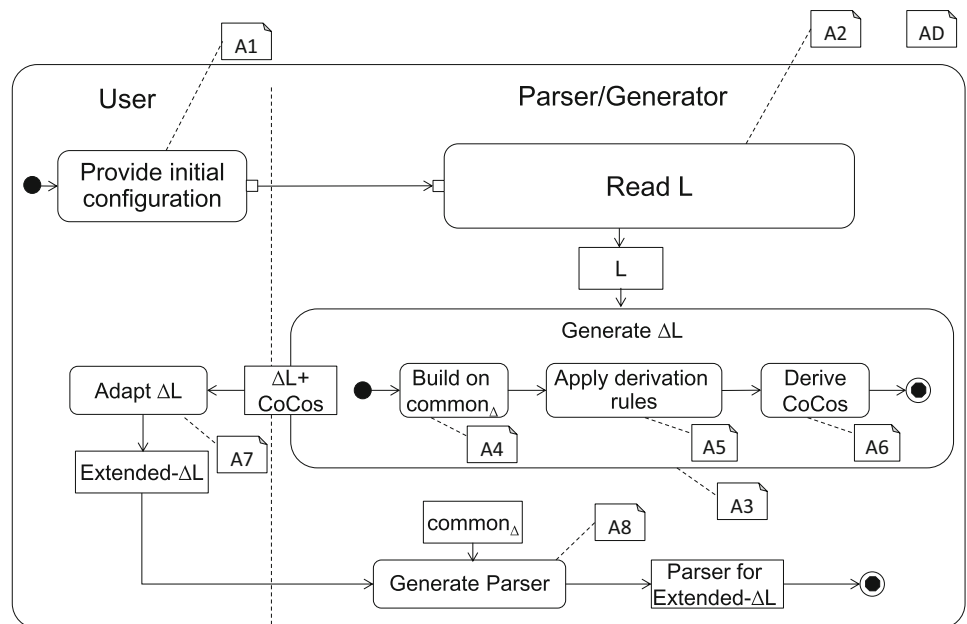 A1
A2
AD
User
Parser/Generator
Provide initial
configuration
Read L
L
Generate ΔL
Adapt ΔL
ΔL+
CoCos
Build on
commonΔ
Apply derivation
rules
Derive
CoCos
A4
A5
A6
A7
Extended-ΔL
A3
commonΔ
A8
Generate Parser
Parser for
Extended-ΔL